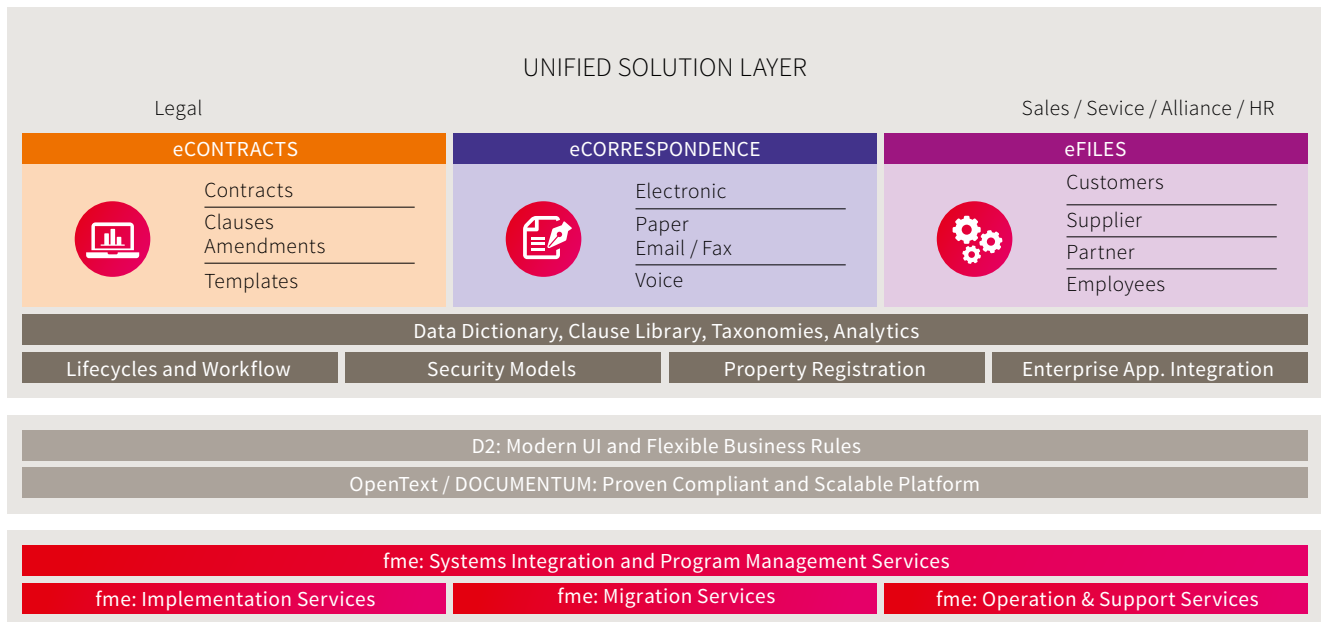 UNIFIED SOLUTION LAYER
Legal
Sales / Sevice / Alliance / HR
eCONTRACTS
Contracts
Clauses
Amendments
Templates
eCORRESPONDENCE
Electronic
Paper
Email / Fax
Voice
eFILES
Customers
Supplier
Partner
Employees
Data Dictionary, Clause Library, Taxonomies, Analytics
Lifecycles and Workflow
Security Models
Property Registration
Enterprise App. Integration
D2: Modern UI and Flexible Business Rules
OpenText / DOCUMENTUM: Proven Compliant and Scalable Platform
fme: Systems Integration and Program Management Services
fme: Implementation Services
fme: Migration Services
fme: Operation & Support Services